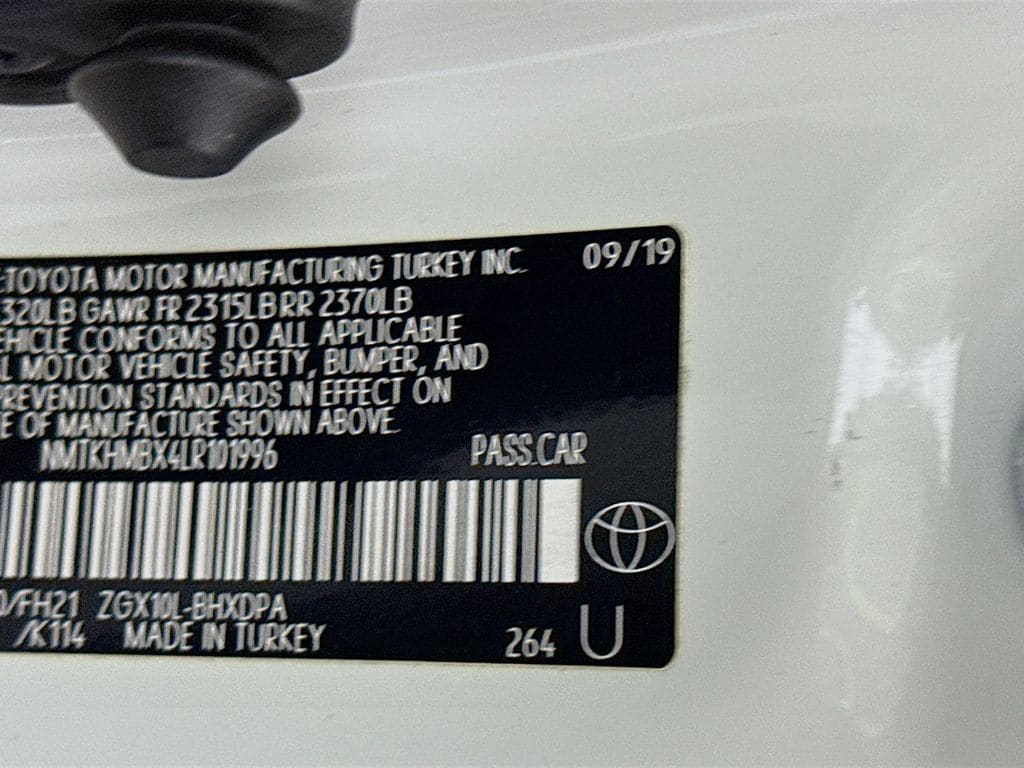 TOYOTA MOTOR MANUFACTURING TURKEY INC. 09/19
320LB GAWR FR 2315LB RR 2370LB
EHICLE CONFORMS TO ALL APPLICABLE
L MOTOR VEHICLE SAFETY, BUMPER, AND
PREVENTION STANDARDS IN EFFECT ON
E OF MANUFACTURE SHOWN ABOVE.
NMTKHMBX4LR101996 PASS.CAR
0/FH21 ZGX10L-BHXDPA
/K114 MADE IN TURKEY 264 U